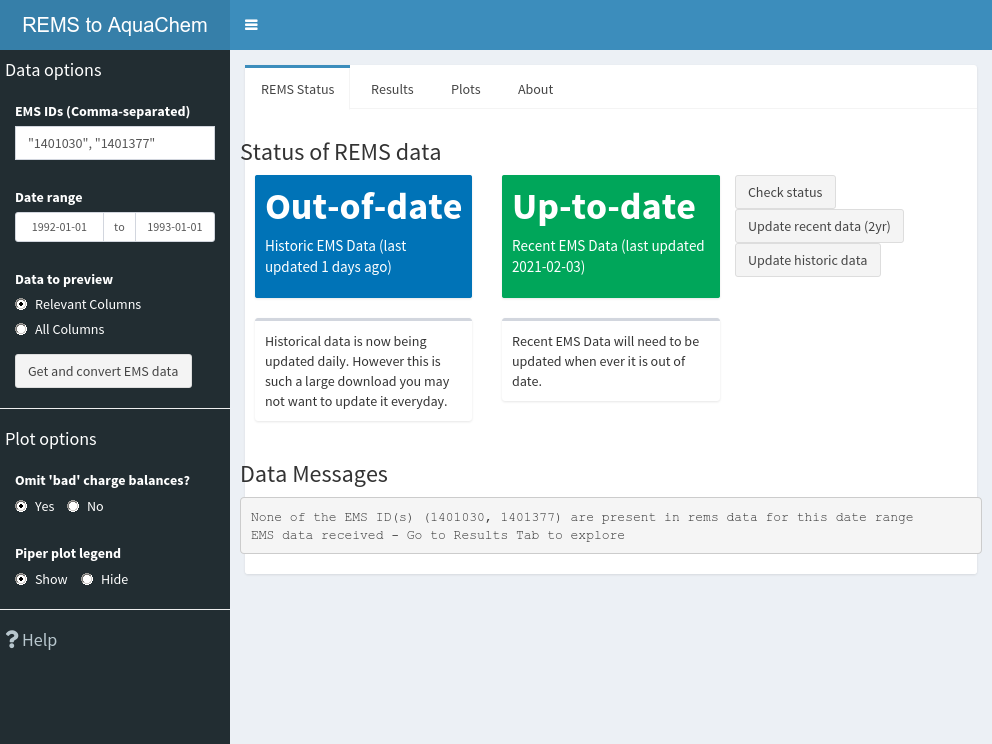 REMS to AquaChem
Data options
EMS IDs (Comma-separated)
"1401030", "1401377"
Date range
1992-01-01 to 1993-01-01
Data to preview
Relevant Columns
All Columns
Get and convert EMS data
Plot options
Omit 'bad' charge balances?
Yes No
Piper plot legend
Show Hide
Help
REMS Status Results Plots About
Status of REMS data
Out-of-date
Historic EMS Data (last
updated 1 days ago)
Up-to-date
Recent EMS Data (last updated
2021-02-03)
Check status
Update recent data (2yr)
Update historic data
Historical data is now being
updated daily. However this is
such a large download you may
not want to update it everyday.
Recent EMS Data will need to be
updated when ever it is out of
date.
Data Messages
None of the EMS ID(s) (1401030, 1401377) are present in rems data for this date range
EMS data received - Go to Results Tab to explore